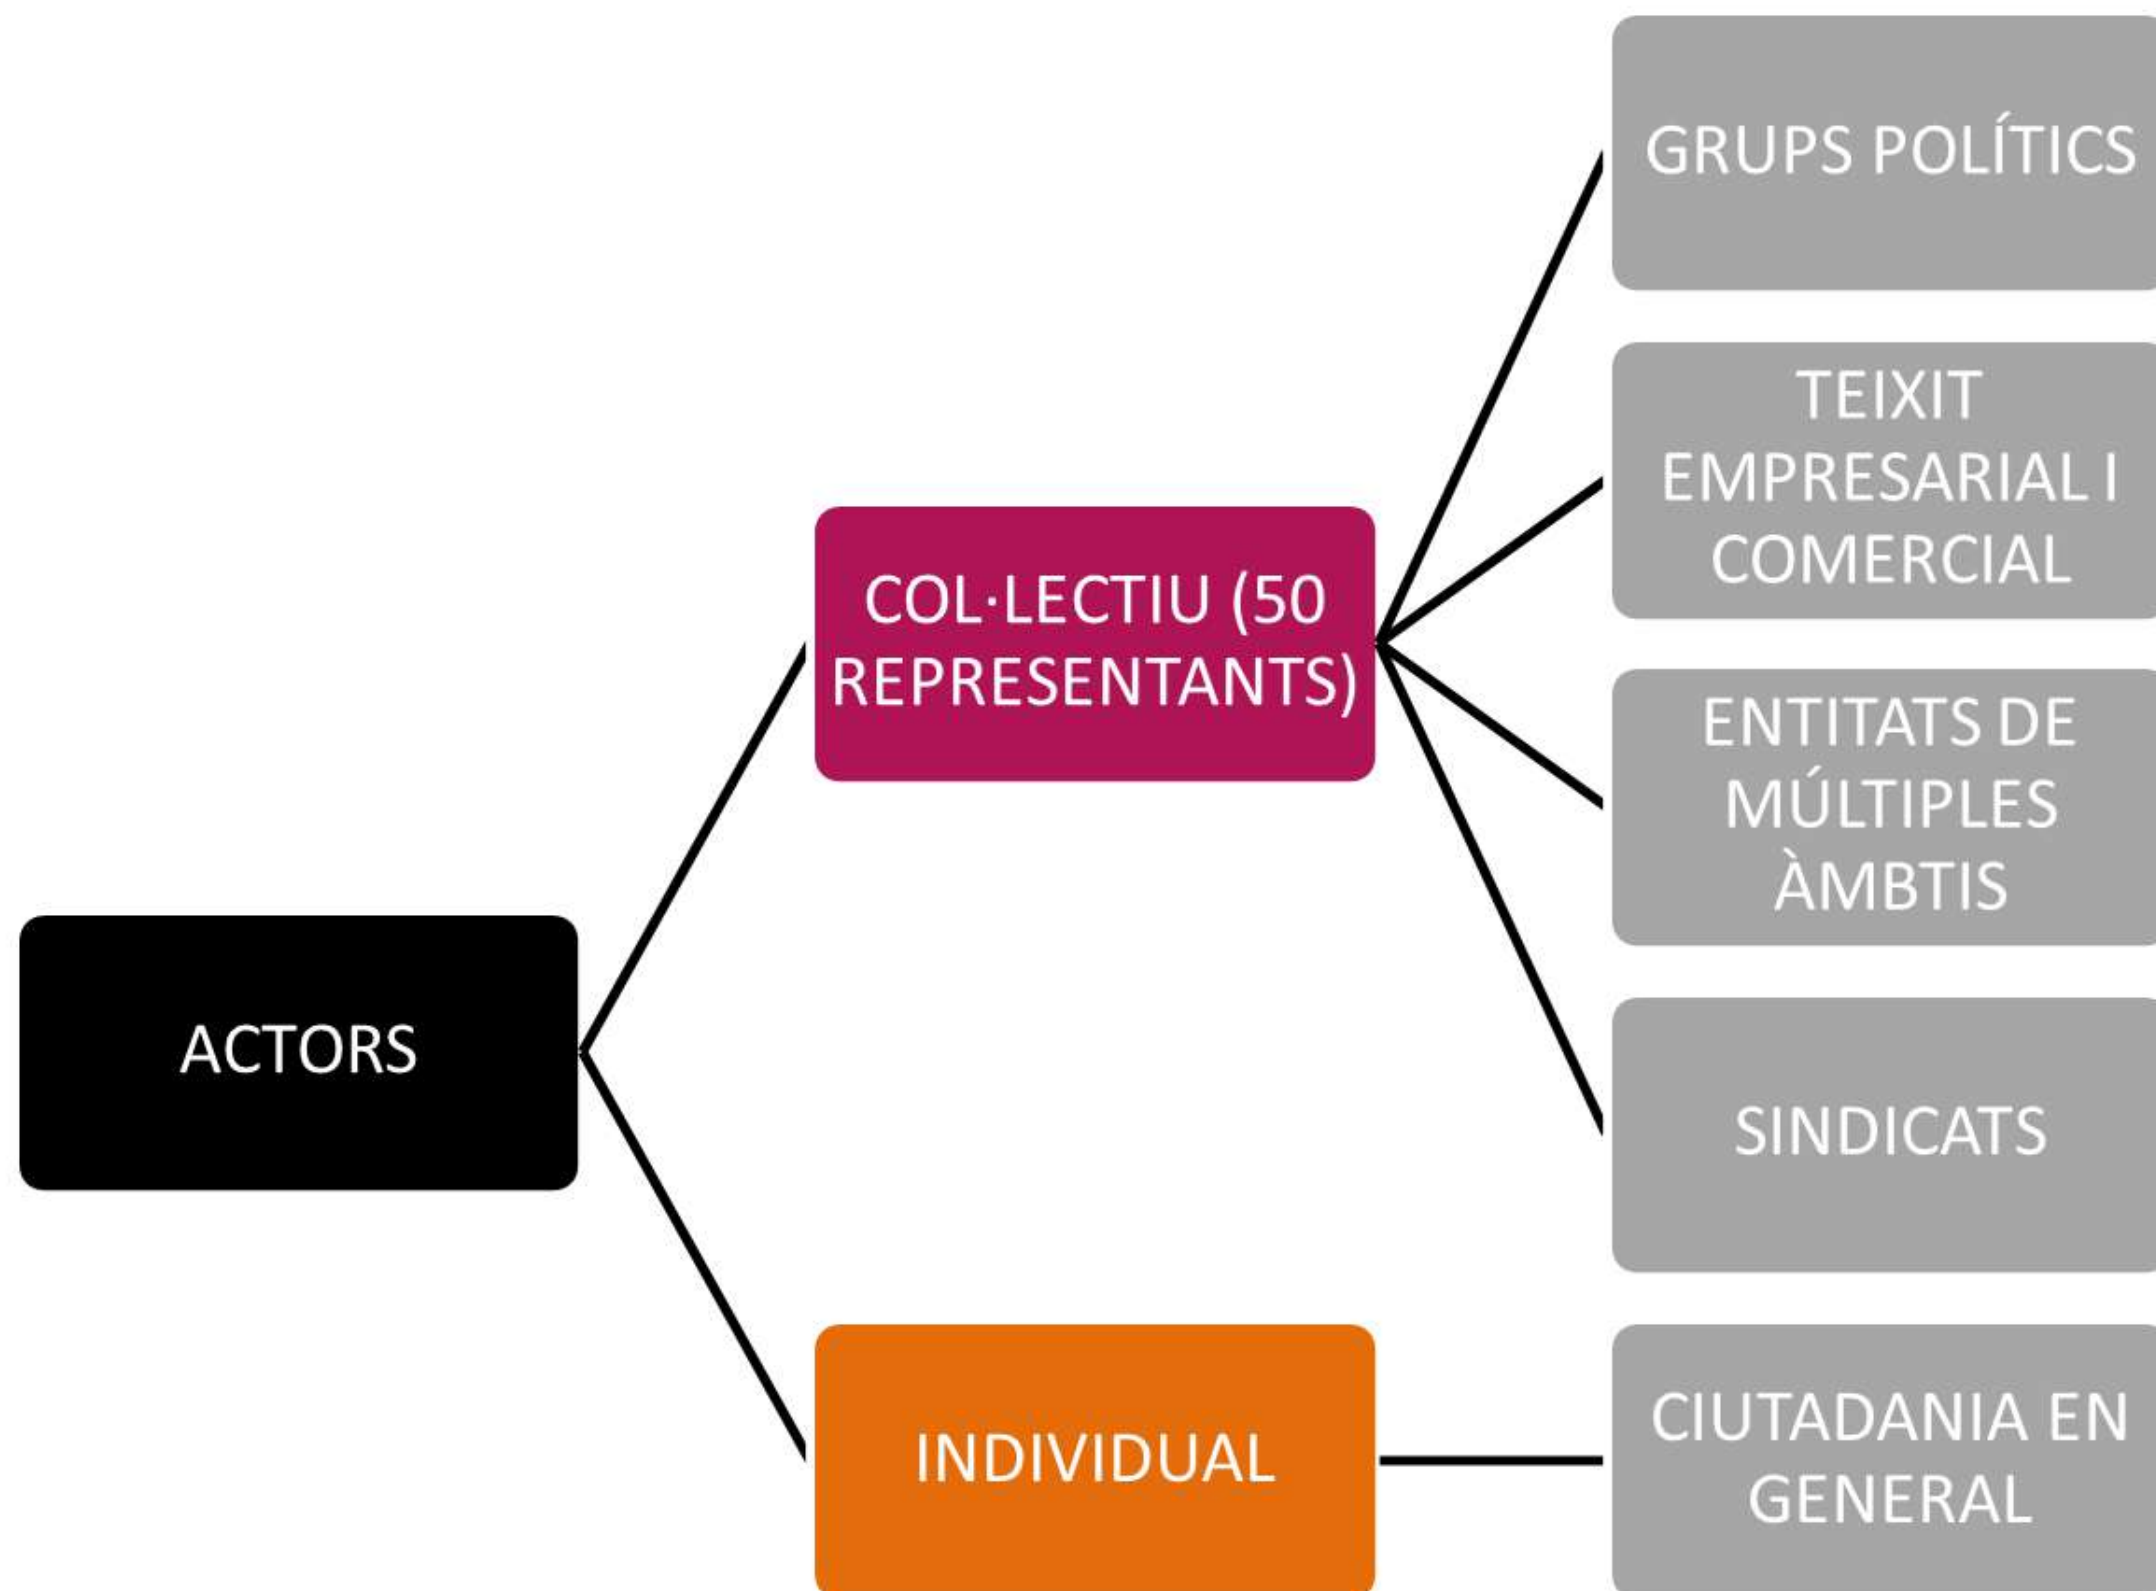 ACTORS
COL·LECTIU (50
REPRESENTANTS)
GRUPS POLÍTICS
TEIXIT
EMPRESARIAL I
COMERCIAL
ENTITATS DE
MÚLTIPLES
ÀMBTIS
SINDICATS
INDIVIDUAL
CIUTADANIA EN
GENERAL